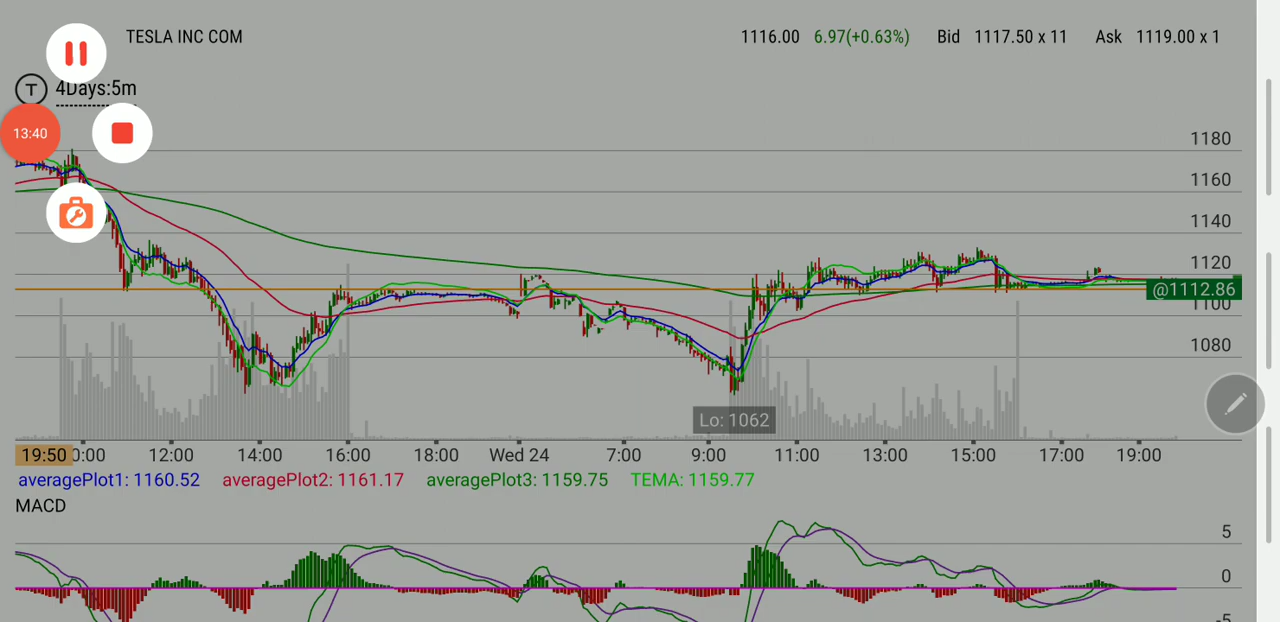 TESLA INC COM 1116.00 6.97(+0.63%) Bid 1117.50 x 11 Ask 1119.00 x 1
T 4Days:5m
13:40
1180
1160
1140
1120
@1112.86
1100
1080
Lo: 1062
19:50 0:00 12:00 14:00 16:00 18:00 Wed 24 7:00 9:00 11:00 13:00 15:00 17:00 19:00
averagePlot1: 1160.52 averagePlot2: 1161.17 averagePlot3: 1159.75 TEMA: 1159.77
MACD
5
0
-5